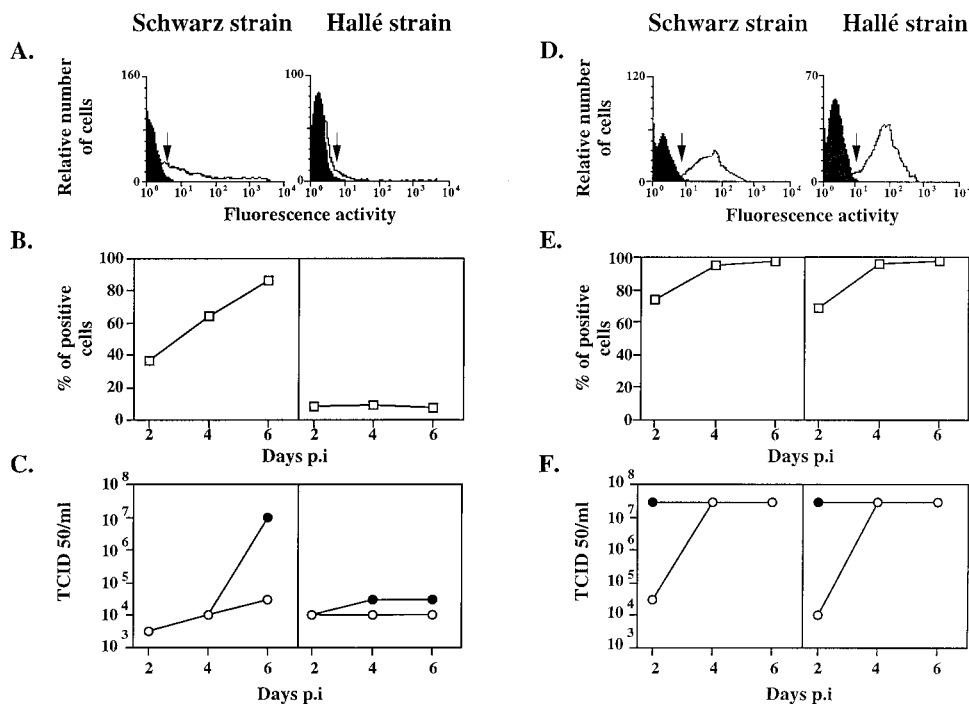 Schwarz strain Hallé strain
A.
Relative number
of cells
160
0
10^0 10^1 10^2 10^3 10^4
100
0
10^0 10^1 10^2 10^3 10^4
Fluorescence activity
B.
% of positive
cells
100
80
60
40
20
0
2 4 6 2 4 6
Days p.i
C.
TCID 50/ml
10^8
10^7
10^6
10^5
10^4
10^3
2 4 6 2 4 6
Days p.i
Schwarz strain Hallé strain
D.
Relative number
of cells
120
0
10^0 10^1 10^2 10^3 10^4
70
0
10^0 10^1 10^2 10^3 10^4
Fluorescence activity
E.
% of positive
cells
100
80
60
40
20
0
2 4 6 2 4 6
Days p.i
F.
TCID 50/ml
10^8
10^7
10^6
10^5
10^4
10^3
2 4 6 2 4 6
Days p.i